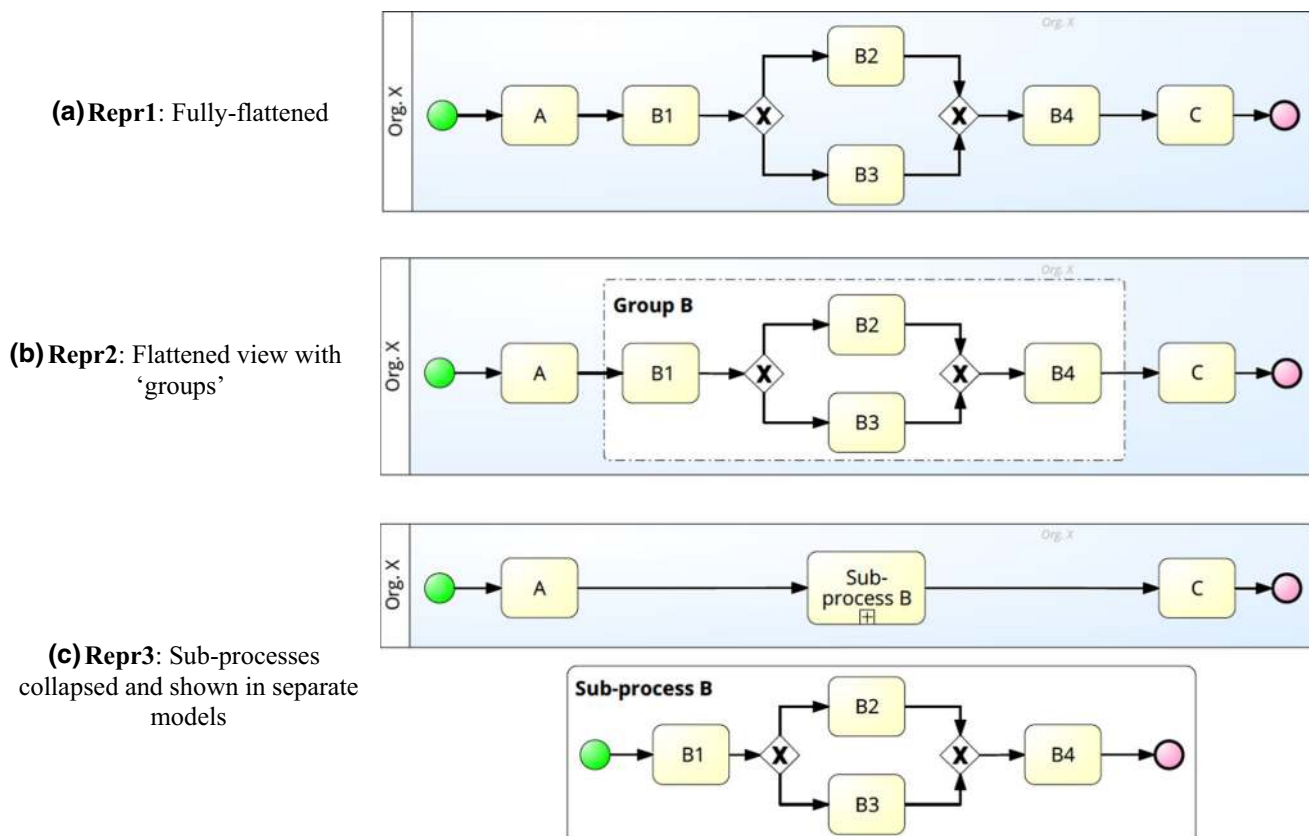 Org. X
(a) Repr1: Fully-flattened
Org. X
A
B1
X
B2
B3
X
B4
C
Org. X
(b) Repr2: Flattened view with
‘groups’
Org. X
Group B
A
B1
X
B2
B3
X
B4
C
Org. X
(c) Repr3: Sub-processes
collapsed and shown in separate
models
Org. X
A
Sub-
process B
C
Sub-process B
B1
X
B2
B3
X
B4